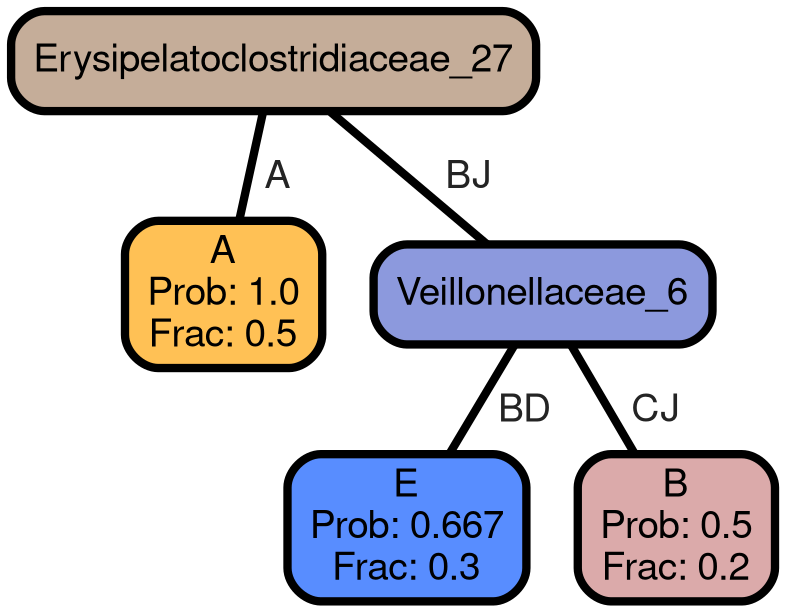 Erysipelatoclostridiaceae_27
A
BJ
A
Prob: 1.0
Frac: 0.5
Veillonellaceae_6
BD
CJ
E
Prob: 0.667
Frac: 0.3
B
Prob: 0.5
Frac: 0.2